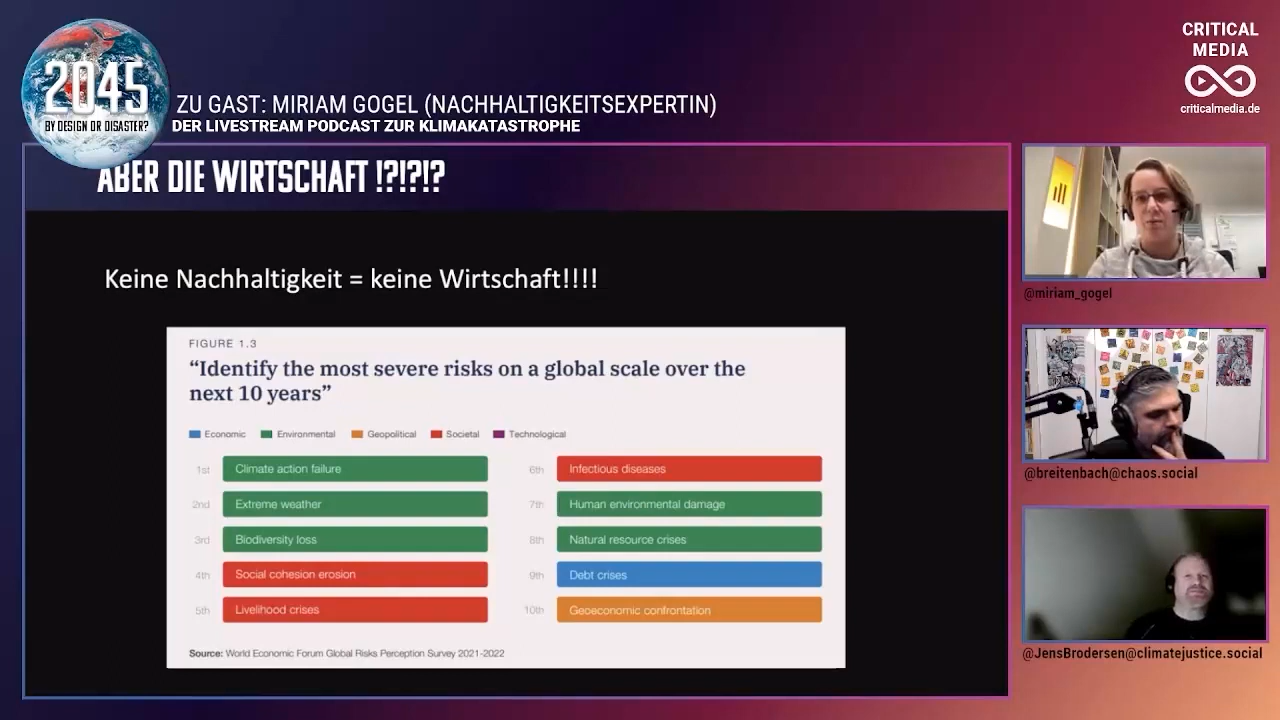 2045
BY DESIGN OR DISASTER?
ZU GAST: MIRIAM GOGEL (NACHHALTIGKEITSEXPERTIN)
DER LIVESTREAM PODCAST ZUR KLIMAKATASTROPHE
CRITICAL
MEDIA
criticalmedia.de
ABER DIE WIRTSCHAFT !?!?!?
Keine Nachhaltigkeit = keine Wirtschaft!!!!
FIGURE 1.3
“Identify the most severe risks on a global scale over the
next 10 years”
Economic Environmental Geopolitical Societal Technological
1st Climate action failure
2nd Extreme weather
3rd Biodiversity loss
4th Social cohesion erosion
5th Livelihood crises
6th Infectious diseases
7th Human environmental damage
8th Natural resource crises
9th Debt crises
10th Geoeconomic confrontation
Source: World Economic Forum Global Risks Perception Survey 2021-2022
@miriam_gogel
@breitenbach@chaos.social
@JensBrodersen@climatejustice.social